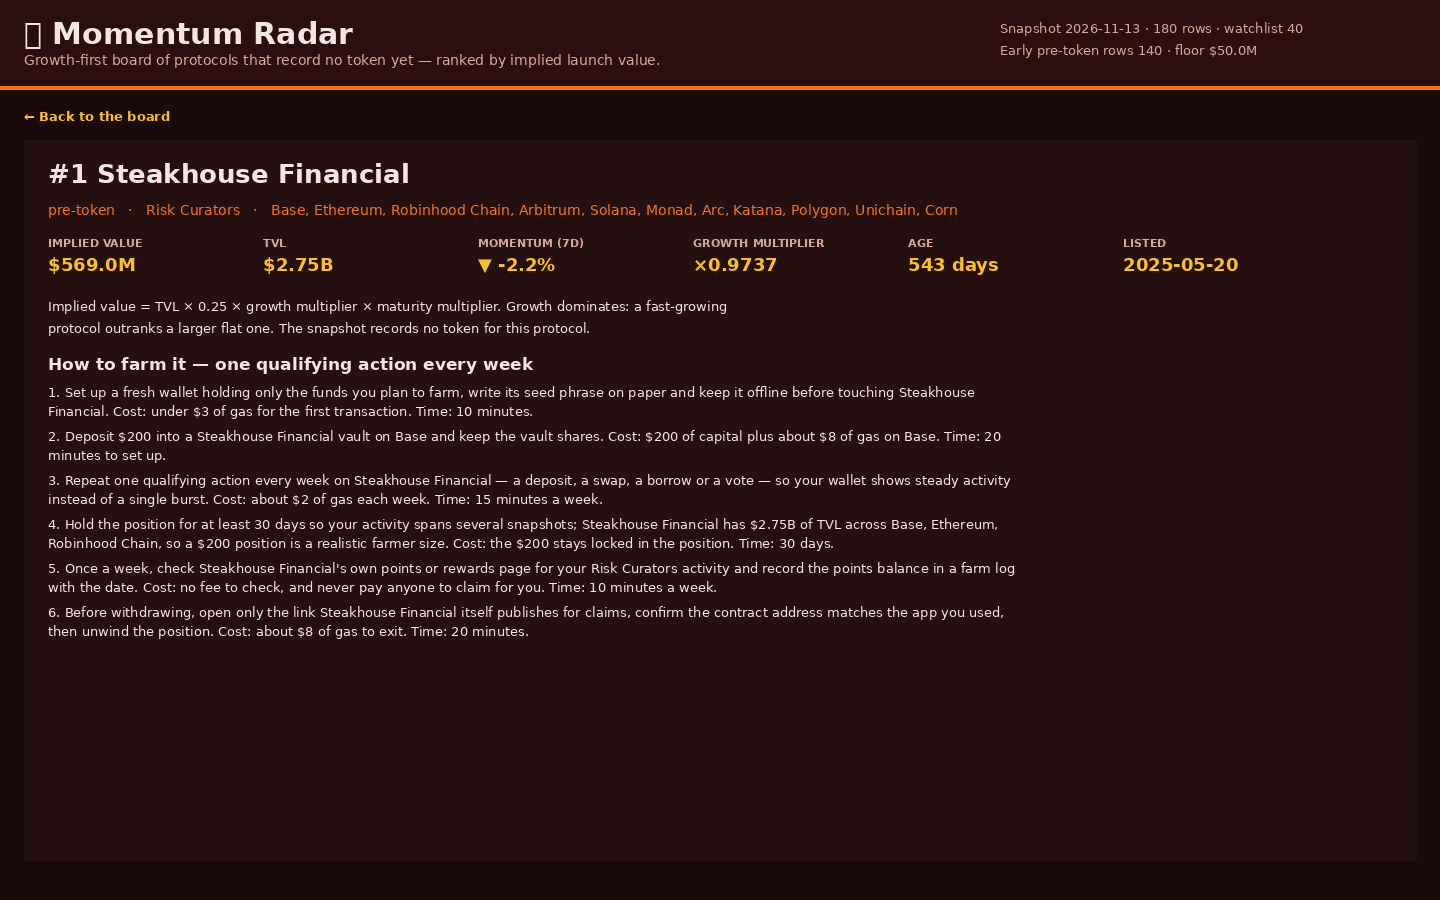 Momentum Radar
Growth-first board of protocols that record no token yet — ranked by implied launch value.
Snapshot 2026-11-13 · 180 rows · watchlist 40
Early pre-token rows 140 · floor $50.0M
← Back to the board
#1 Steakhouse Financial
pre-token · Risk Curators · Base, Ethereum, Robinhood Chain, Arbitrum, Solana, Monad, Arc, Katana, Polygon, Unichain, Corn
IMPLIED VALUE
$569.0M
TVL
$2.75B
MOMENTUM (7D)
▼ -2.2%
GROWTH MULTIPLIER
×0.9737
AGE
543 days
LISTED
2025-05-20
Implied value = TVL × 0.25 × growth multiplier × maturity multiplier. Growth dominates: a fast-growing
protocol outranks a larger flat one. The snapshot records no token for this protocol.
How to farm it — one qualifying action every week
1. Set up a fresh wallet holding only the funds you plan to farm, write its seed phrase on paper and keep it offline before touching Steakhouse
Financial. Cost: under $3 of gas for the first transaction. Time: 10 minutes.
2. Deposit $200 into a Steakhouse Financial vault on Base and keep the vault shares. Cost: $200 of capital plus about $8 of gas on Base. Time: 20
minutes to set up.
3. Repeat one qualifying action every week on Steakhouse Financial — a deposit, a swap, a borrow or a vote — so your wallet shows steady activity
instead of a single burst. Cost: about $2 of gas each week. Time: 15 minutes a week.
4. Hold the position for at least 30 days so your activity spans several snapshots; Steakhouse Financial has $2.75B of TVL across Base, Ethereum,
Robinhood Chain, so a $200 position is a realistic farmer size. Cost: the $200 stays locked in the position. Time: 30 days.
5. Once a week, check Steakhouse Financial's own points or rewards page for your Risk Curators activity and record the points balance in a farm log
with the date. Cost: no fee to check, and never pay anyone to claim for you. Time: 10 minutes a week.
6. Before withdrawing, open only the link Steakhouse Financial itself publishes for claims, confirm the contract address matches the app you used,
then unwind the position. Cost: about $8 of gas to exit. Time: 20 minutes.